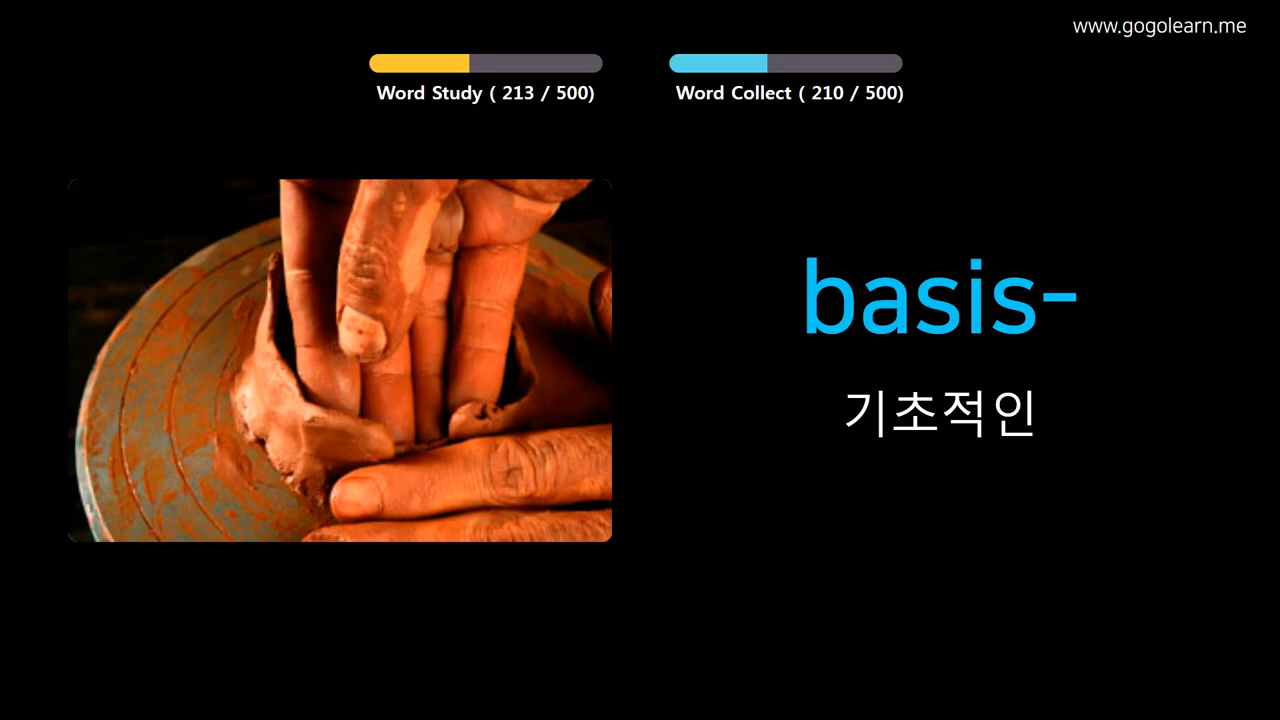 www.gogolearn.me
Word Study ( 213 / 500)
Word Collect ( 210 / 500)
basis-
기초적인